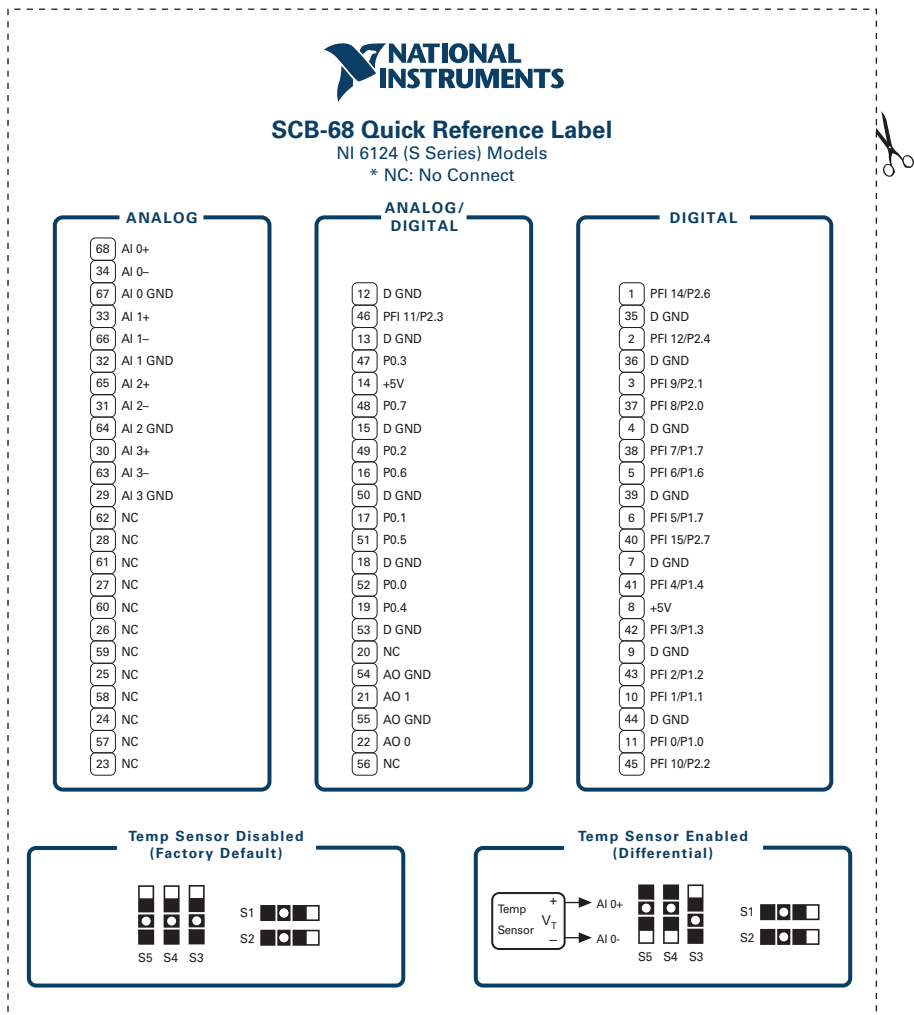 NATIONAL
INSTRUMENTS
SCB-68 Quick Reference Label
NI 6124 (S Series) Models
* NC: No Connect
ANALOG
68 AI 0+
34 AI 0–
67 AI 0 GND
33 AI 1+
66 AI 1–
32 AI 1 GND
65 AI 2+
31 AI 2–
64 AI 2 GND
30 AI 3+
63 AI 3–
29 AI 3 GND
62 NC
28 NC
61 NC
27 NC
60 NC
26 NC
59 NC
25 NC
58 NC
24 NC
57 NC
23 NC
ANALOG/
DIGITAL
12 D GND
46 PFI 11/P2.3
13 D GND
47 P0.3
14 +5V
48 P0.7
15 D GND
49 P0.2
16 P0.6
50 D GND
17 P0.1
51 P0.5
18 D GND
52 P0.0
19 P0.4
53 D GND
20 NC
54 AO GND
21 AO 1
55 AO GND
22 AO 0
56 NC
DIGITAL
1 PFI 14/P2.6
35 D GND
2 PFI 12/P2.4
36 D GND
3 PFI 9/P2.1
37 PFI 8/P2.0
4 D GND
38 PFI 7/P1.7
5 PFI 6/P1.6
39 D GND
6 PFI 5/P1.7
40 PFI 15/P2.7
7 D GND
41 PFI 4/P1.4
8 +5V
42 PFI 3/P1.3
9 D GND
43 PFI 2/P1.2
10 PFI 1/P1.1
44 D GND
11 PFI 0/P1.0
45 PFI 10/P2.2
Temp Sensor Disabled
(Factory Default)
S1
S2
S5 S4 S3
Temp Sensor Enabled
(Differential)
Temp
Sensor
+
VT
–
AI 0+
AI 0-
S5 S4 S3
S1
S2